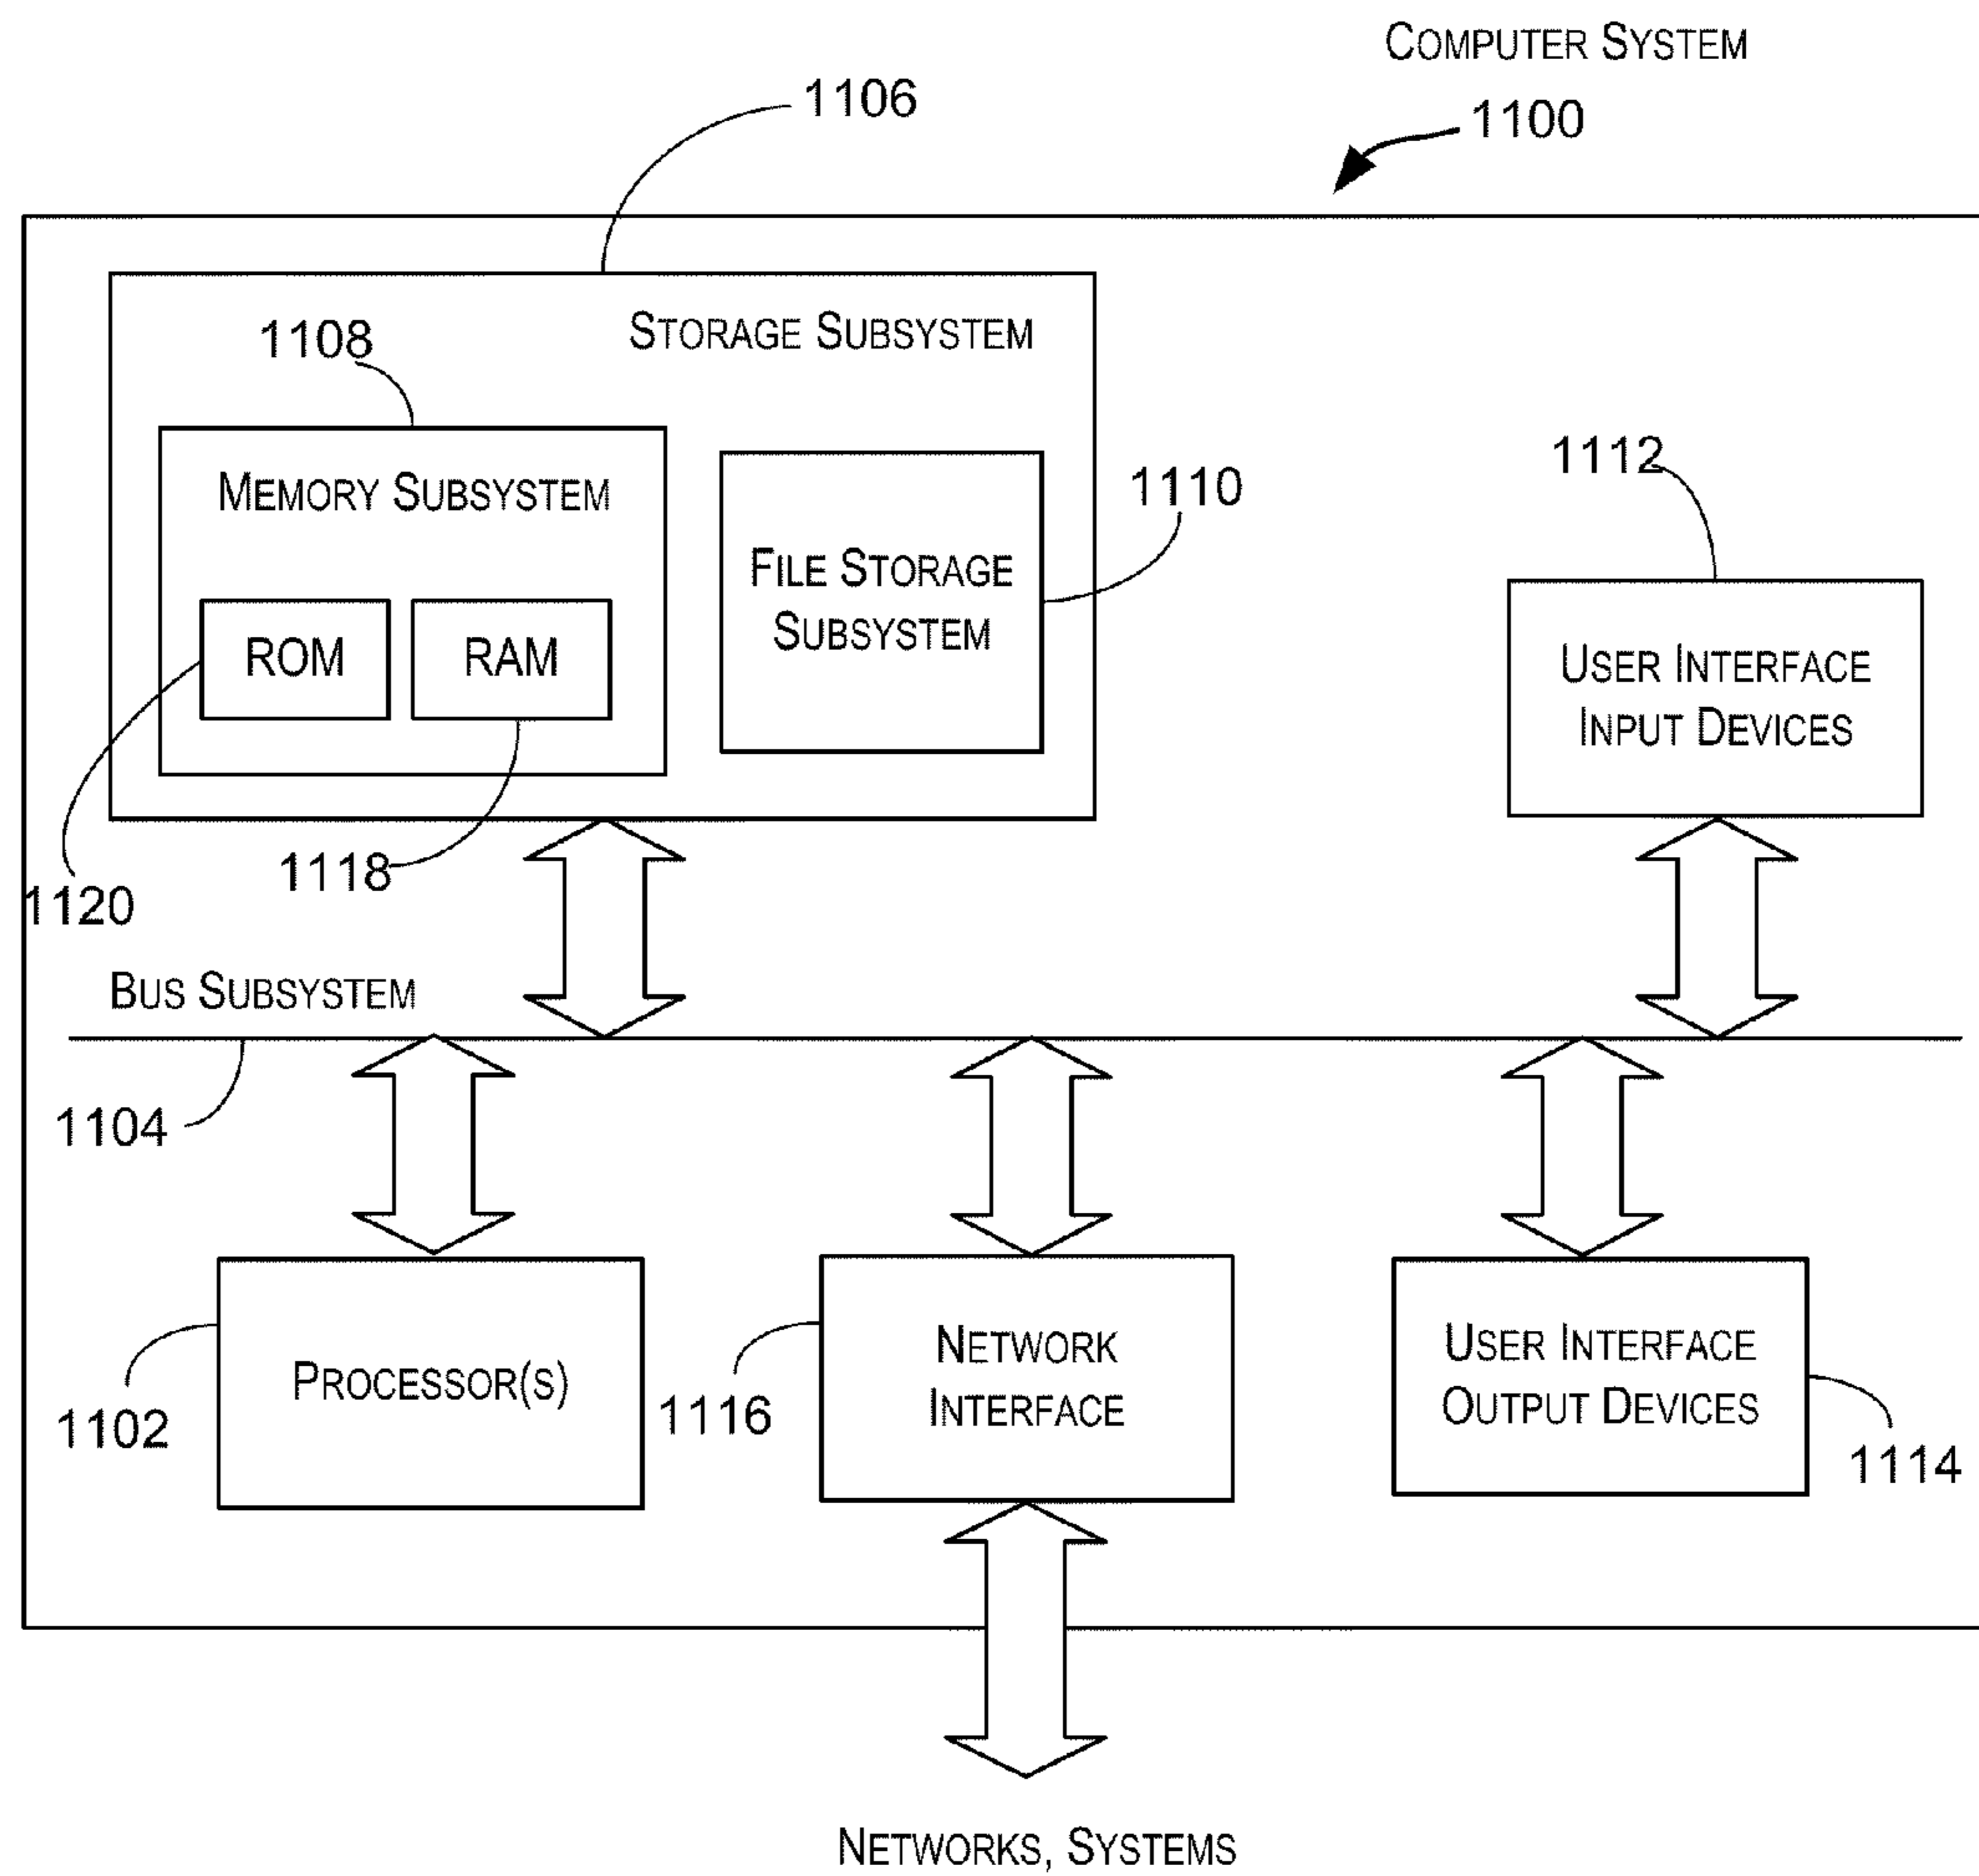 COMPUTER SYSTEM
1100
1106
STORAGE SUBSYSTEM
1108
MEMORY SUBSYSTEM
ROM
RAM
FILE STORAGE
SUBSYSTEM
1110
1112
USER INTERFACE
INPUT DEVICES
1120
1118
BUS SUBSYSTEM
1104
PROCESSOR(S)
1102
NETWORK
INTERFACE
1116
USER INTERFACE
OUTPUT DEVICES
1114
NETWORKS, SYSTEMS